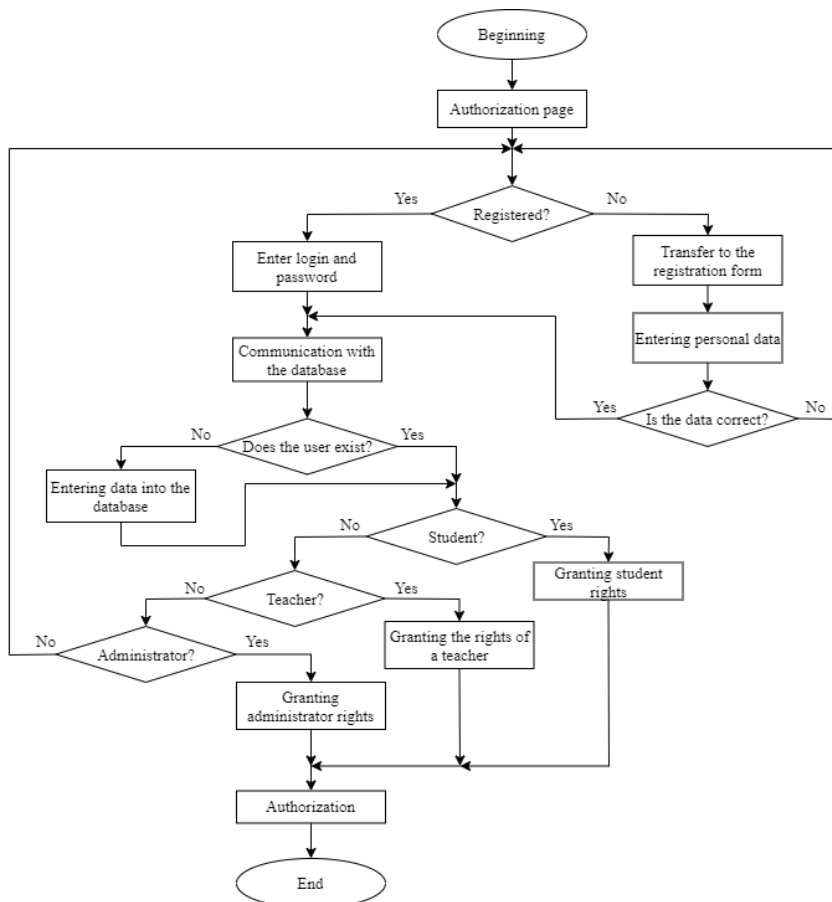 Beginning
Authorization page
Yes
Registered?
No
Enter login and
password
Transfer to the
registration form
Entering personal data
Communication with
the database
Yes
Is the data correct?
No
No
Does the user exist?
Yes
Entering data into the
database
No
Student?
Yes
Granting student
rights
No
Teacher?
Yes
Granting the rights of
a teacher
No
Administrator?
Yes
Granting
administrator rights
Authorization
End